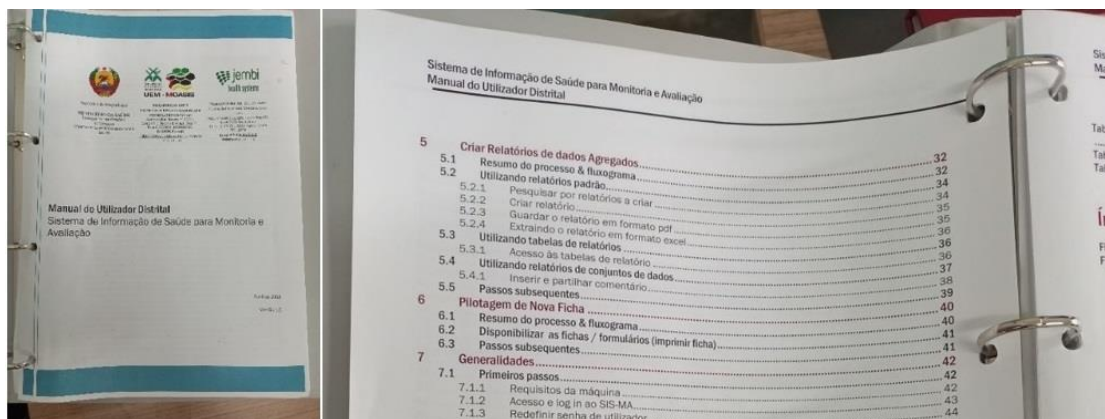 jembi
health systems
UEM - MOASIS
Manual do Utilizador Distrital
Sistema de Informação de Saúde para Monitoria e
Avaliação
Sistema de Informação de Saúde para Monitoria e Avaliação
Manual do Utilizador Distrital
5 Criar Relatórios de dados Agregados 32
5.1 Resumo do processo & fluxograma 32
5.2 Utilizando relatórios padrão 34
5.2.1 Pesquisar por relatórios a criar 34
5.2.2 Criar relatório 35
5.2.3 Guardar o relatório em formato pdf 35
5.2.4 Extraindo o relatório em formato excel 36
5.3 Utilizando tabelas de relatórios 36
5.3.1 Acesso às tabelas de relatório 36
5.4 Utilizando relatórios de conjuntos de dados 37
5.4.1 Inserir e partilhar comentário 38
5.5 Passos subsequentes 39
6 Pilotagem de Nova Ficha 40
6.1 Resumo do processo & fluxograma 40
6.2 Disponibilizar as fichas / formulários (imprimir ficha) 41
6.3 Passos subsequentes 41
7 Generalidades 42
7.1 Primeiros passos 42
7.1.1 Requisitos da máquina 42
7.1.2 Acesso e log in ao SIS-MA 43
7.1.3 Redefinir senha de utilizador 44